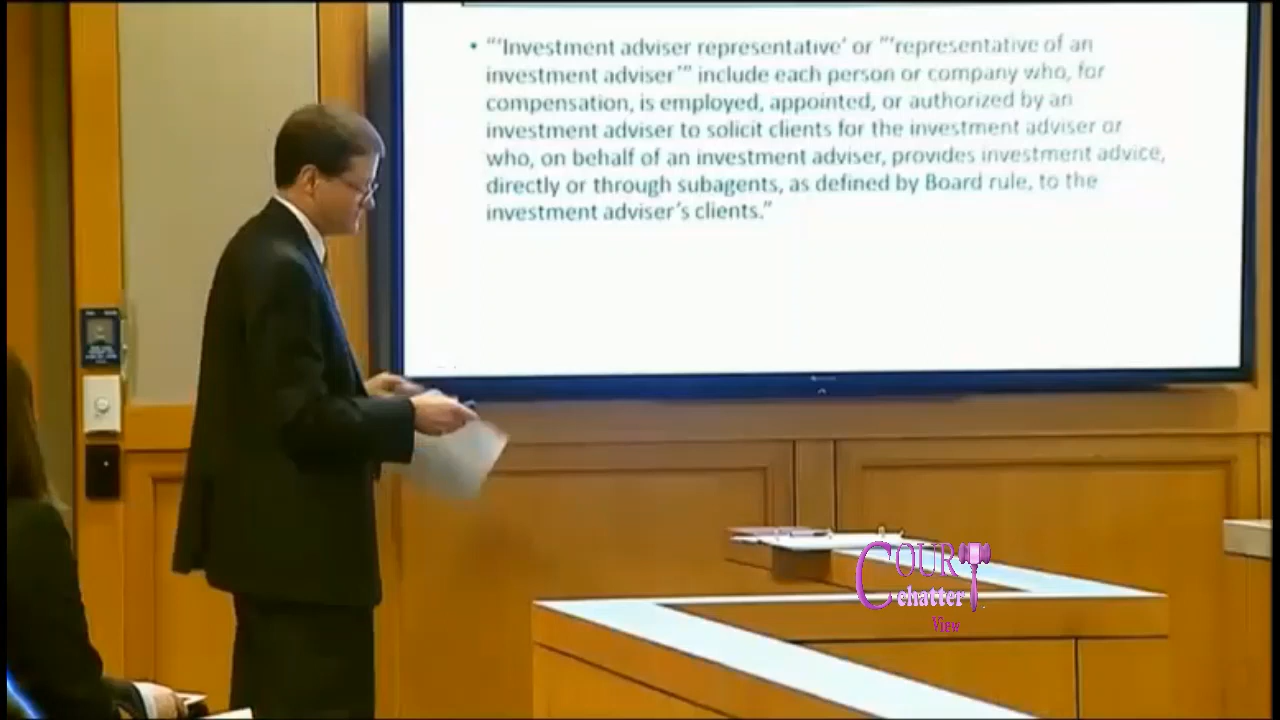 • "'Investment adviser representative' or "'representative of an
investment adviser'" include each person or company who, for
compensation, is employed, appointed, or authorized by an
investment adviser to solicit clients for the investment adviser or
who, on behalf of an investment adviser, provides investment advice,
directly or through subagents, as defined by Board rule, to the
investment adviser's clients."
COURT
chatter
View